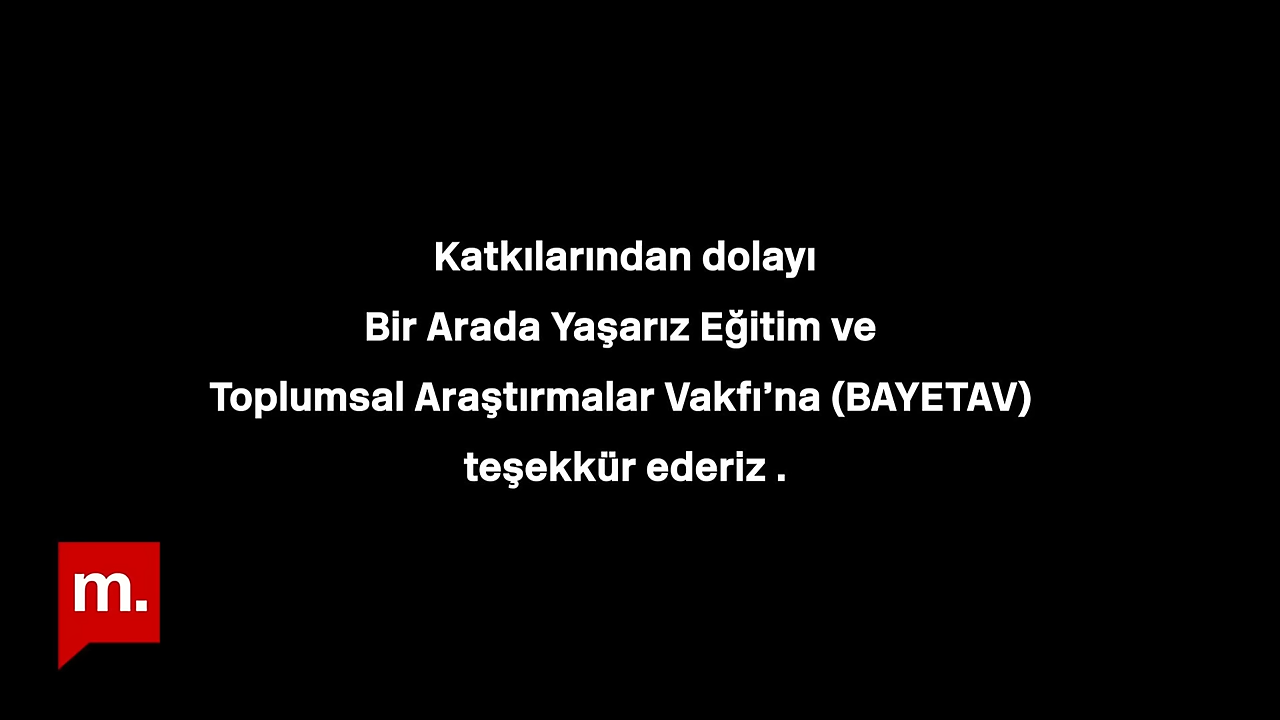 Katkılarından dolayı
Bir Arada Yaşarız Eğitim ve
Toplumsal Araştırmalar Vakfı’na (BAYETAV)
teşekkür ederiz .
m.